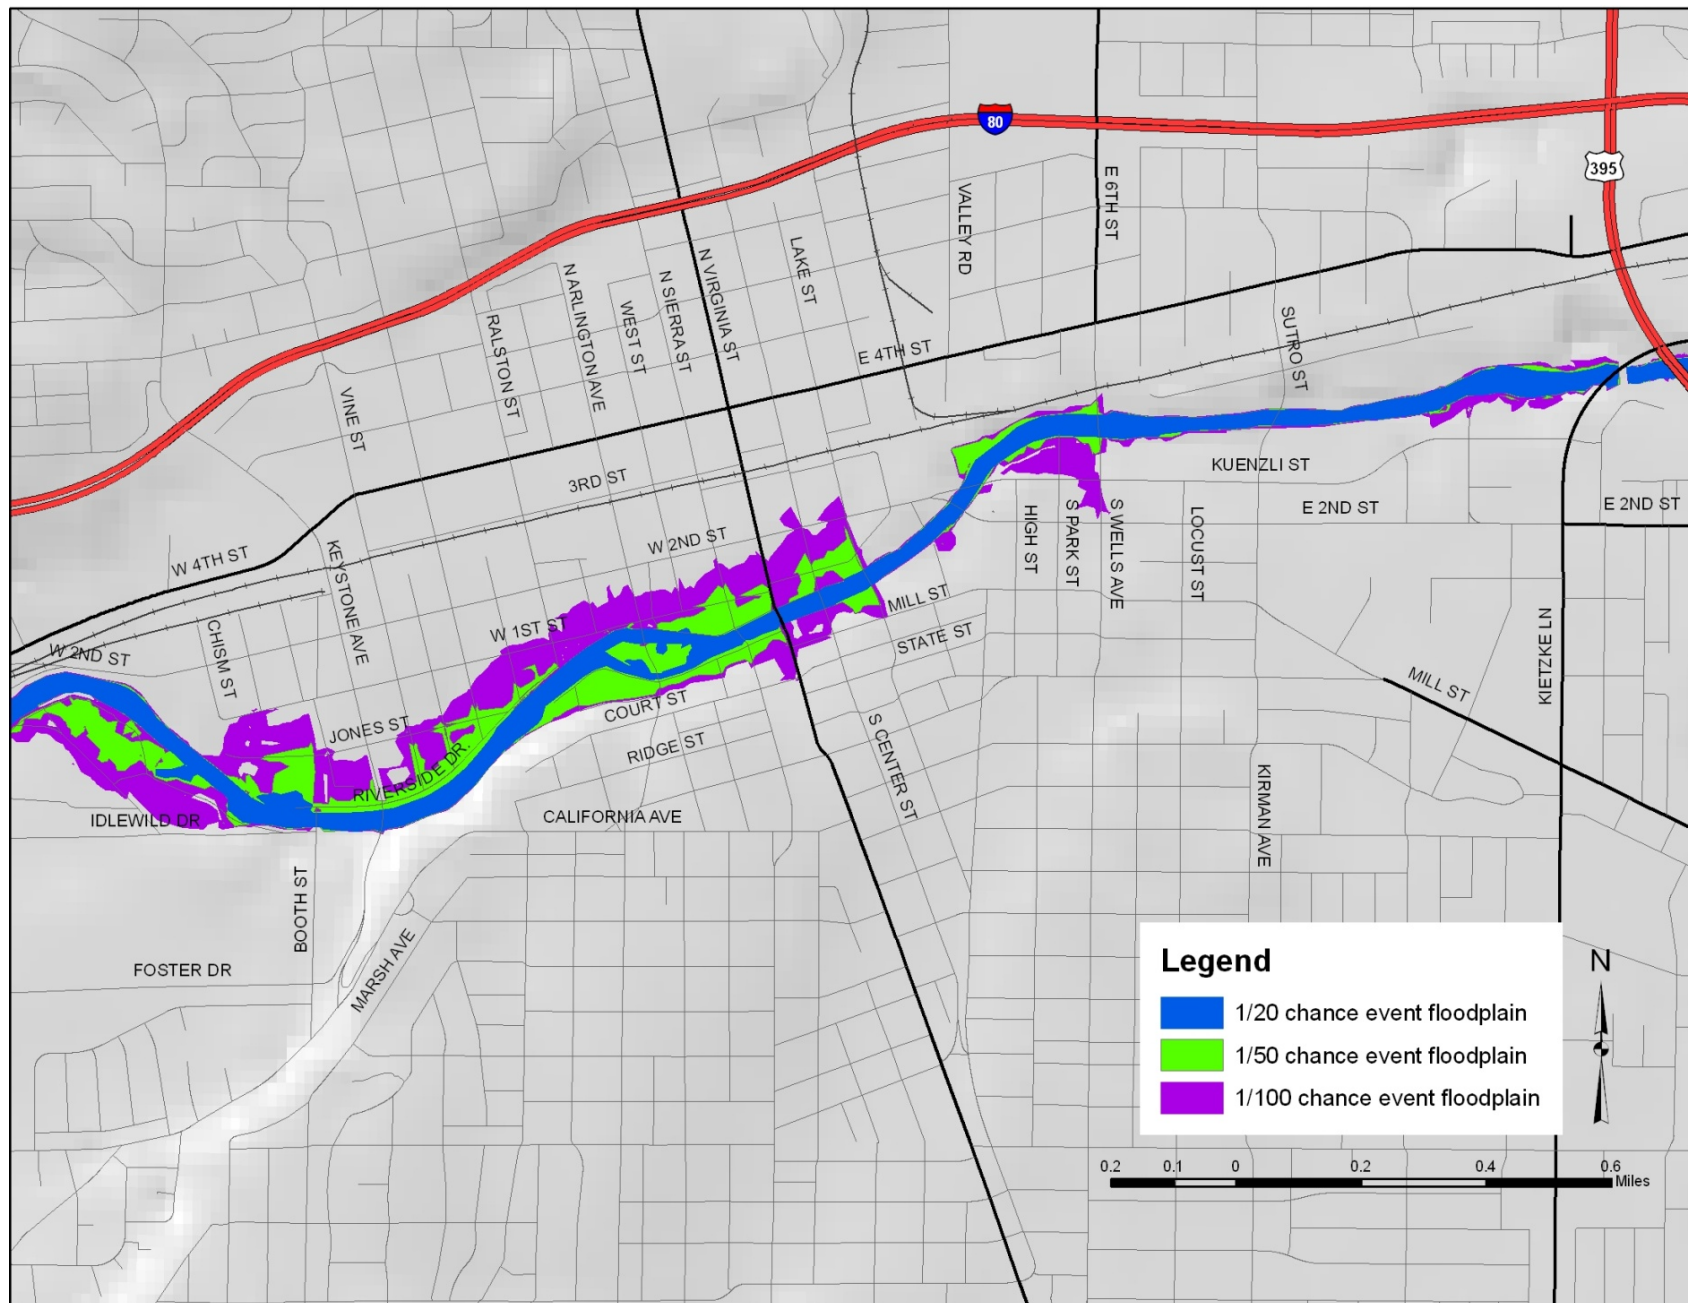 80
395
VALLEY RD
E 6TH ST
LAKE ST
N VIRGINIA ST
N SIERRA ST
WEST ST
N ARLINGTON AVE
RALSTON ST
VINE ST
E 4TH ST
SUTRO ST
3RD ST
W 4TH ST
KEYSTONE AVE
W 2ND ST
KUENZLI ST
E 2ND ST
E 2ND ST
HIGH ST
S PARK ST
S WELLS AVE
LOCUST ST
MILL ST
STATE ST
W 1ST ST
W 2ND ST
CHISM ST
JONES ST
RIVERSIDE DR.
COURT ST
RIDGE ST
S CENTER ST
KIETZKE LN
MILL ST
KIRMAN AVE
IDLEWILD DR
CALIFORNIA AVE
BOOTH ST
MARSH AVE
FOSTER DR
Legend
1/20 chance event floodplain
1/50 chance event floodplain
1/100 chance event floodplain
N
0.2 0.1 0 0.2 0.4 0.6
Miles